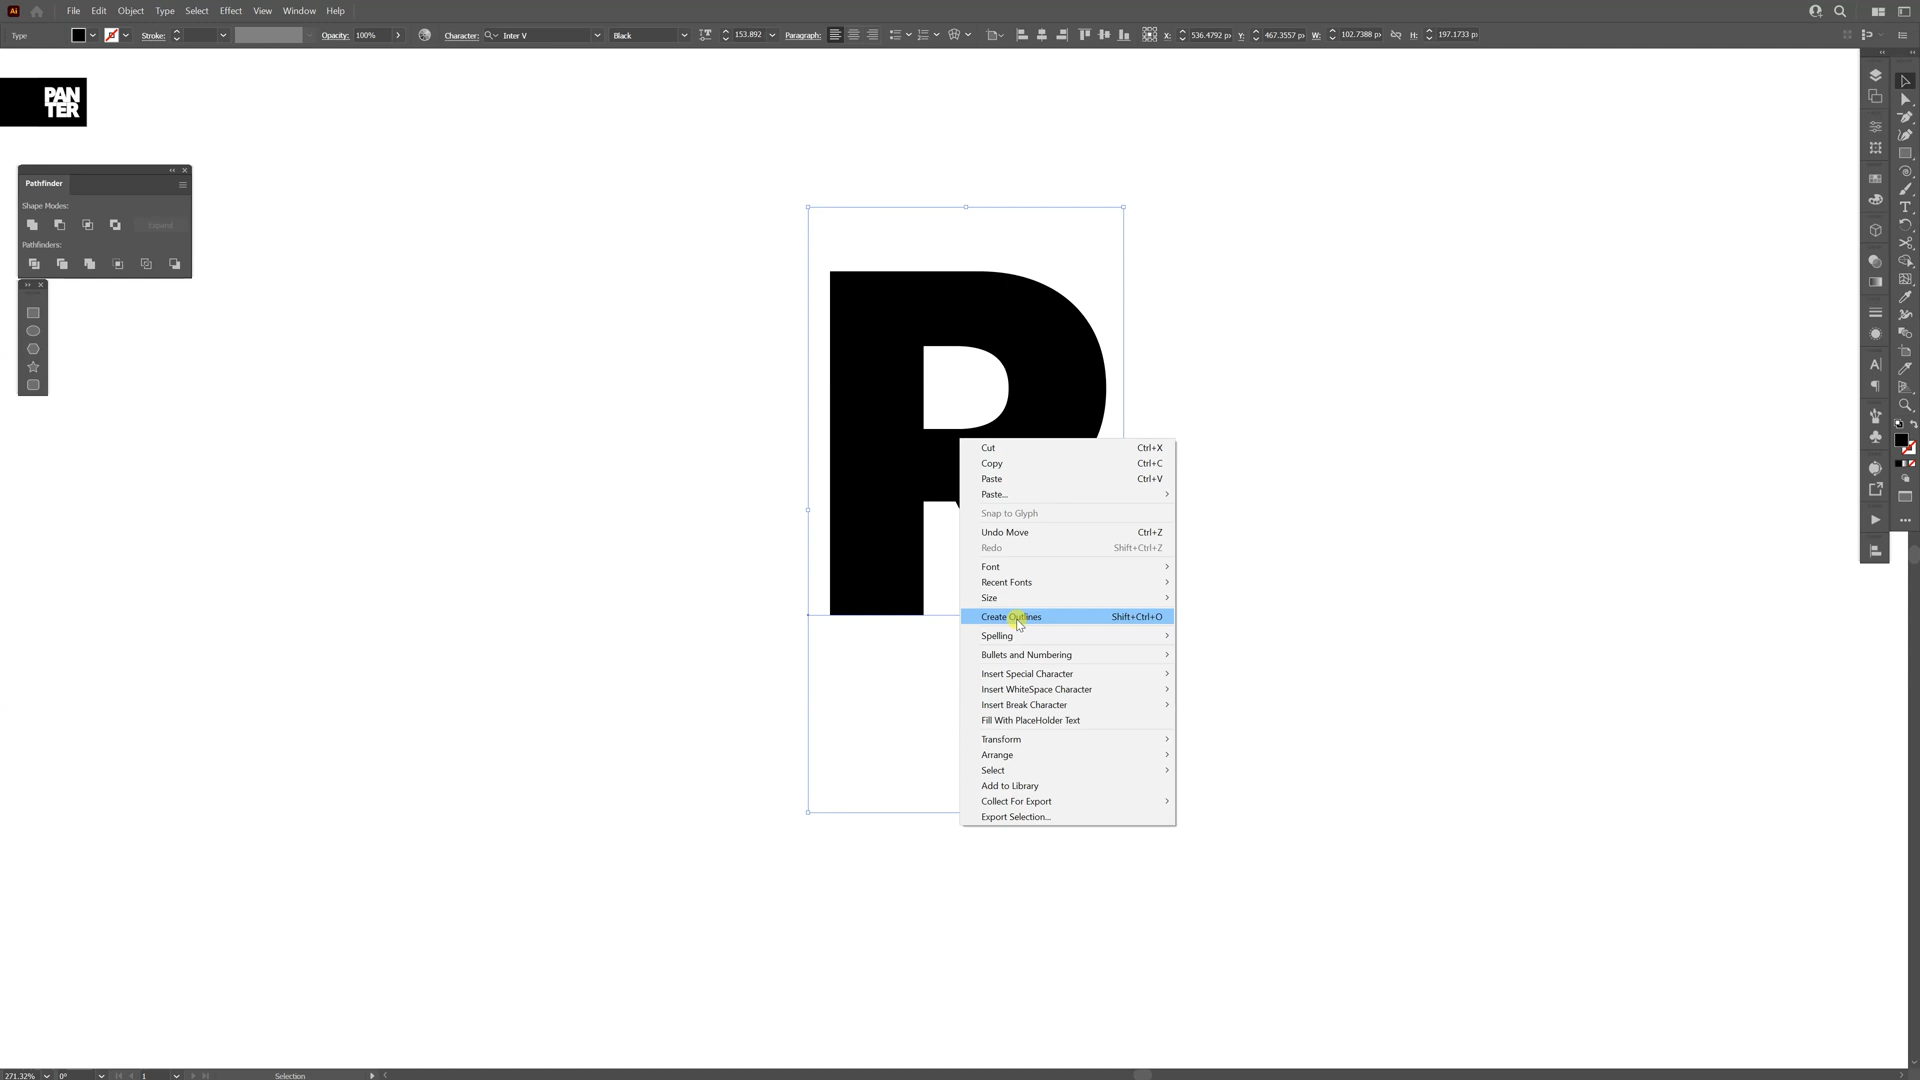 Ai File Edit Object Type Select Effect View Window Help
Type Stroke: Opacity: 100% Character: Inter V Black 153.892 Paragraph: X: 536.4792 px Y: 467.3557 px W: 102.7388 px H: 197.1733 px
PAN
TER
Pathfinder
Shape Modes:
Expand
Pathfinders:
R
Cut Ctrl+X
Copy Ctrl+C
Paste Ctrl+V
Paste...
Snap to Glyph
Undo Move Ctrl+Z
Redo Shift+Ctrl+Z
Font
Recent Fonts
Size
Create Outlines Shift+Ctrl+O
Spelling
Bullets and Numbering
Insert Special Character
Insert WhiteSpace Character
Insert Break Character
Fill With PlaceHolder Text
Transform
Arrange
Select
Add to Library
Collect For Export
Export Selection...
271.32% 0° 1 Selection